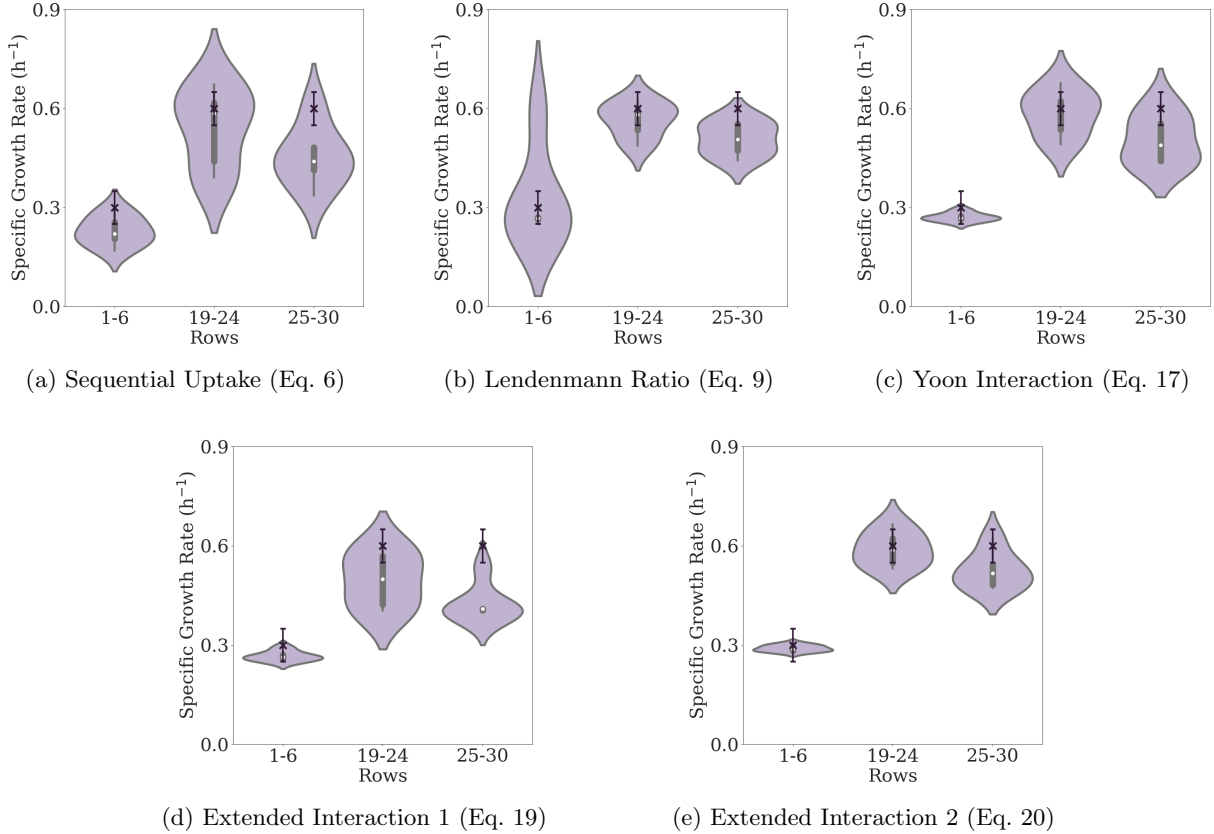 Specific Growth Rate (h⁻¹)
0.9
0.6
0.3
0.0
1-6 19-24 25-30
Rows
(a) Sequential Uptake (Eq. 6)
Specific Growth Rate (h⁻¹)
0.9
0.6
0.3
0.0
1-6 19-24 25-30
Rows
(b) Lendenmann Ratio (Eq. 9)
Specific Growth Rate (h⁻¹)
0.9
0.6
0.3
0.0
1-6 19-24 25-30
Rows
(c) Yoon Interaction (Eq. 17)
Specific Growth Rate (h⁻¹)
0.9
0.6
0.3
0.0
1-6 19-24 25-30
Rows
(d) Extended Interaction 1 (Eq. 19)
Specific Growth Rate (h⁻¹)
0.9
0.6
0.3
0.0
1-6 19-24 25-30
Rows
(e) Extended Interaction 2 (Eq. 20)